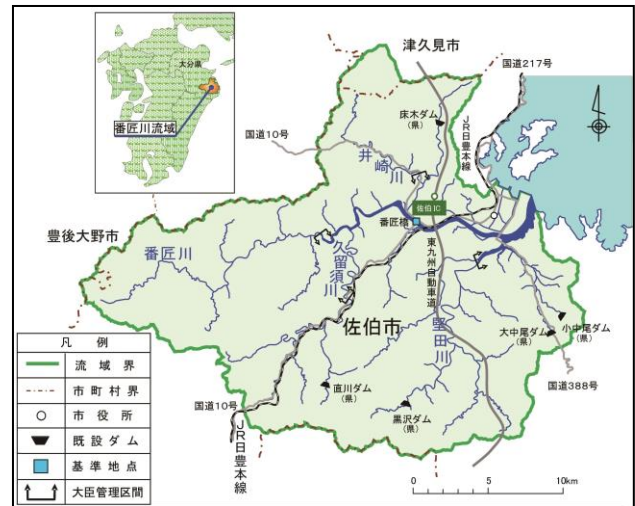 大分県
番匠川流域
津久見市
国道217号
床木ダム
(県)
JR日豊本線
国道10号
井崎川
佐伯IC
番匠橋
豊後大野市
番匠川
久留須川
東九州自動車道
佐伯市
堅田川
大中尾ダム
(県)
小中尾ダム
(県)
直川ダム
(県)
黒沢ダム
(県)
国道388号
国道10号
JR日豊本線
凡 例
流域界
市町村界
市役所
既設ダム
基準地点
大臣管理区間
0 5 10km